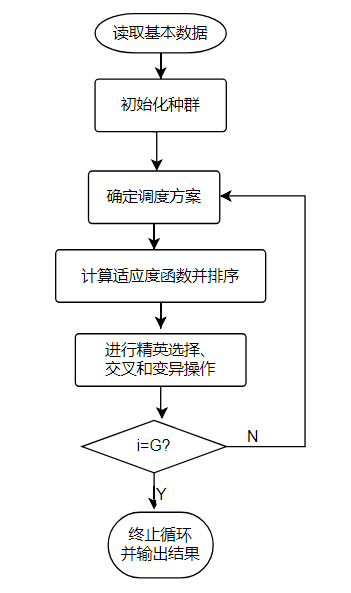 读取基本数据
初始化种群
确定调度方案
计算适应度函数并排序
进行精英选择、
交叉和变异操作
i=G?
N
Y
终止循环
并输出结果